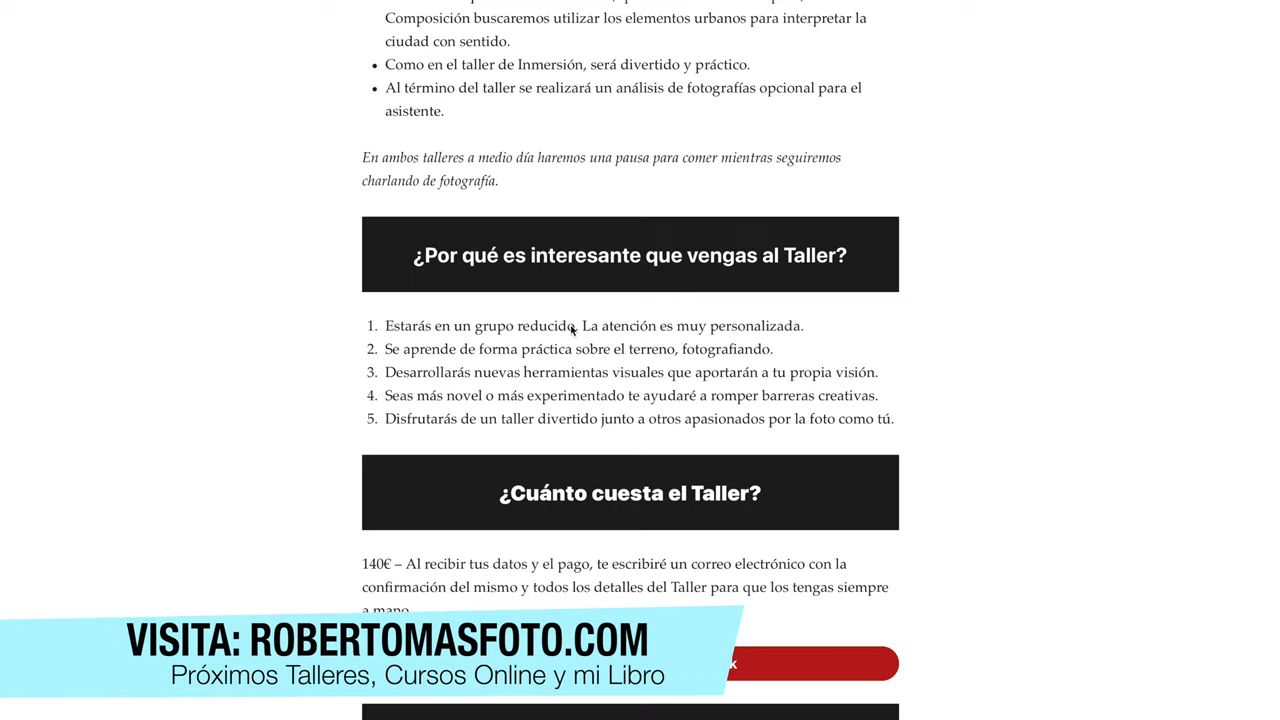 Composición buscaremos utilizar los elementos urbanos para interpretar la
ciudad con sentido.
• Como en el taller de Inmersión, será divertido y práctico.
• Al término del taller se realizará un análisis de fotografías opcional para el
asistente.
En ambos talleres a medio día haremos una pausa para comer mientras seguiremos
charlando de fotografía.
¿Por qué es interesante que vengas al Taller?
1. Estarás en un grupo reducido. La atención es muy personalizada.
2. Se aprende de forma práctica sobre el terreno, fotografiando.
3. Desarrollarás nuevas herramientas visuales que aportarán a tu propia visión.
4. Seas más novel o más experimentado te ayudaré a romper barreras creativas.
5. Disfrutarás de un taller divertido junto a otros apasionados por la foto como tú.
¿Cuánto cuesta el Taller?
140€ – Al recibir tus datos y el pago, te escribiré un correo electrónico con la
confirmación del mismo y todos los detalles del Taller para que los tengas siempre
a mano.
VISITA: ROBERTOMASFOTO.COM
Próximos Talleres, Cursos Online y mi Libro